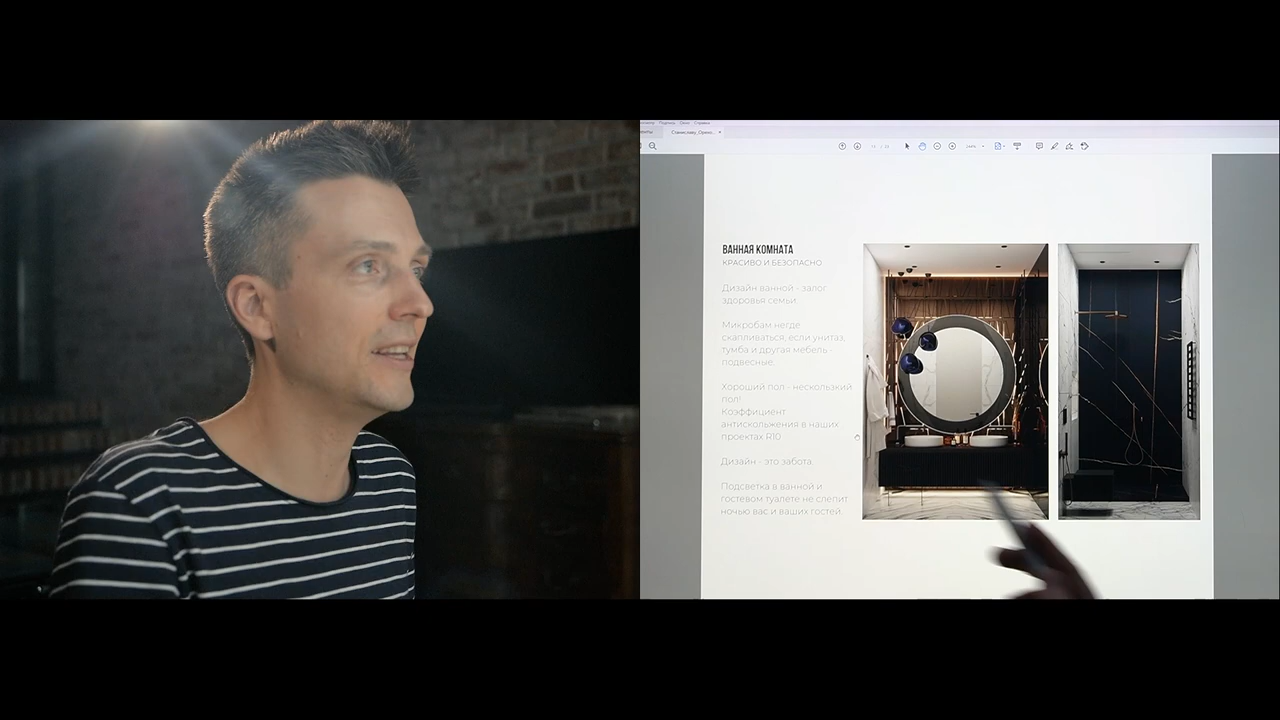 Станиславу_Орехо...
ВАННАЯ КОМНАТА
КРАСИВО И БЕЗОПАСНО
Дизайн ванной - залог
здоровья семьи
Микробам негде
скапливаться, если унитаз,
тумба и другая мебель -
подвесные.
Хороший пол - нескользкий
пол!
Коэффициент
антискольжения в наших
проектах R10
Дизайн - это забота.
Подсветка в ванной и
гостевом туалете не слепит
ночью вас и ваших гостей.